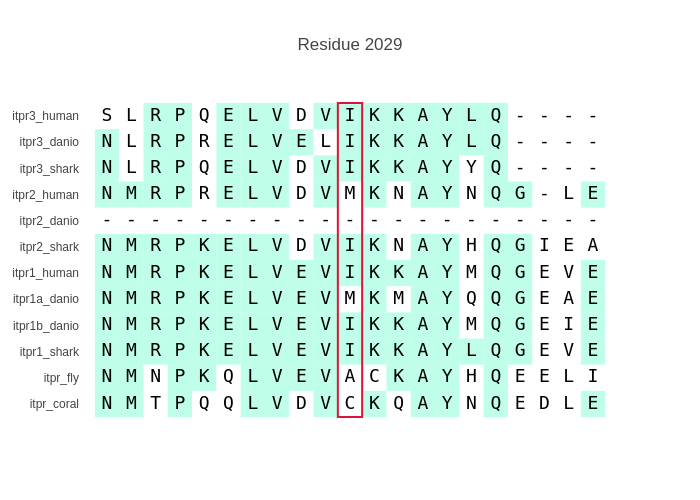 Residue 2029
itpr3_human S L R P Q E L V D V I K K A Y L Q - - - -
itpr3_danio N L R P R E L V E L I K K A Y L Q - - - -
itpr3_shark N L R P Q E L V D V I K K A Y Y Q - - - -
itpr2_human N M R P R E L V D V M K N A Y N Q G - L E
itpr2_danio - - - - - - - - - - - - - - - - - - - - -
itpr2_shark N M R P K E L V D V I K N A Y H Q G I E A
itpr1_human N M R P K E L V E V I K K A Y M Q G E V E
itpr1a_danio N M R P K E L V E V M K M A Y Q Q G E A E
itpr1b_danio N M R P K E L V E V I K K A Y M Q G E I E
itpr1_shark N M R P K E L V E V I K K A Y L Q G E V E
itpr_fly N M N P K Q L V E V A C K A Y H Q E E L I
itpr_coral N M T P Q Q L V D V C K Q A Y N Q E D L E